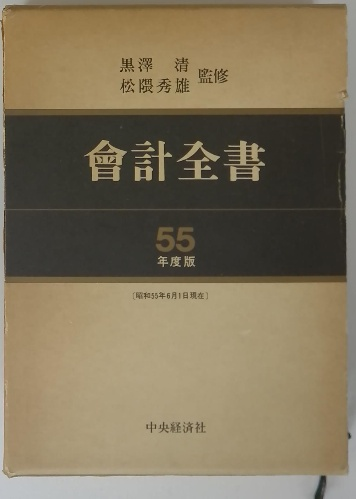 黒澤 清
松隈秀雄 監修
會計全書
55
年度版
[昭和55年6月1日現在]
中央経済社